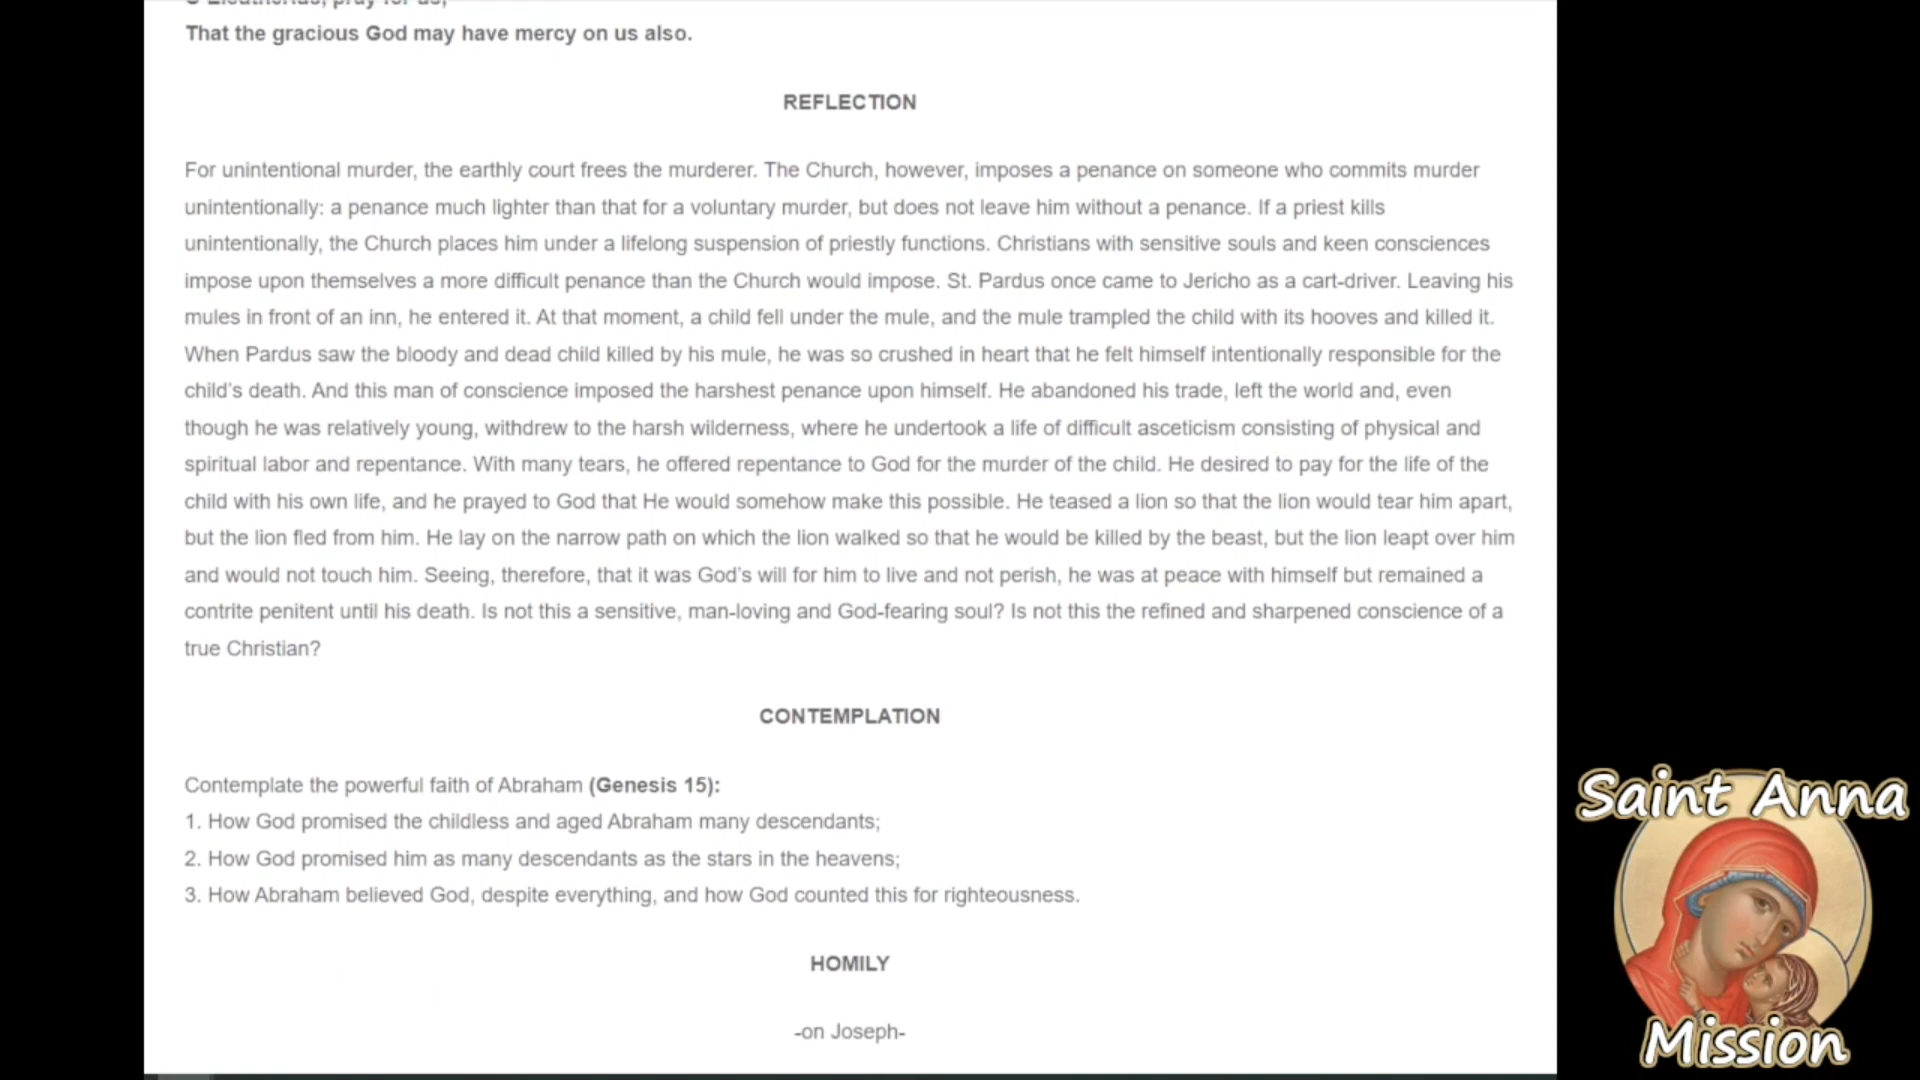 O Eleutherius, pray for us,
That the gracious God may have mercy on us also.
REFLECTION
For unintentional murder, the earthly court frees the murderer. The Church, however, imposes a penance on someone who commits murder
unintentionally: a penance much lighter than that for a voluntary murder, but does not leave him without a penance. If a priest kills
unintentionally, the Church places him under a lifelong suspension of priestly functions. Christians with sensitive souls and keen consciences
impose upon themselves a more difficult penance than the Church would impose. St. Pardus once came to Jericho as a cart-driver. Leaving his
mules in front of an inn, he entered it. At that moment, a child fell under the mule, and the mule trampled the child with its hooves and killed it.
When Pardus saw the bloody and dead child killed by his mule, he was so crushed in heart that he felt himself intentionally responsible for the
child's death. And this man of conscience imposed the harshest penance upon himself. He abandoned his trade, left the world and, even
though he was relatively young, withdrew to the harsh wilderness, where he undertook a life of difficult asceticism consisting of physical and
spiritual labor and repentance. With many tears, he offered repentance to God for the murder of the child. He desired to pay for the life of the
child with his own life, and he prayed to God that He would somehow make this possible. He teased a lion so that the lion would tear him apart,
but the lion fled from him. He lay on the narrow path on which the lion walked so that he would be killed by the beast, but the lion leapt over him
and would not touch him. Seeing, therefore, that it was God's will for him to live and not perish, he was at peace with himself but remained a
contrite penitent until his death. Is not this a sensitive, man-loving and God-fearing soul? Is not this the refined and sharpened conscience of a
true Christian?
CONTEMPLATION
Contemplate the powerful faith of Abraham (Genesis 15):
1. How God promised the childless and aged Abraham many descendants;
2. How God promised him as many descendants as the stars in the heavens;
3. How Abraham believed God, despite everything, and how God counted this for righteousness.
HOMILY
-on Joseph-
Saint Anna
Mission